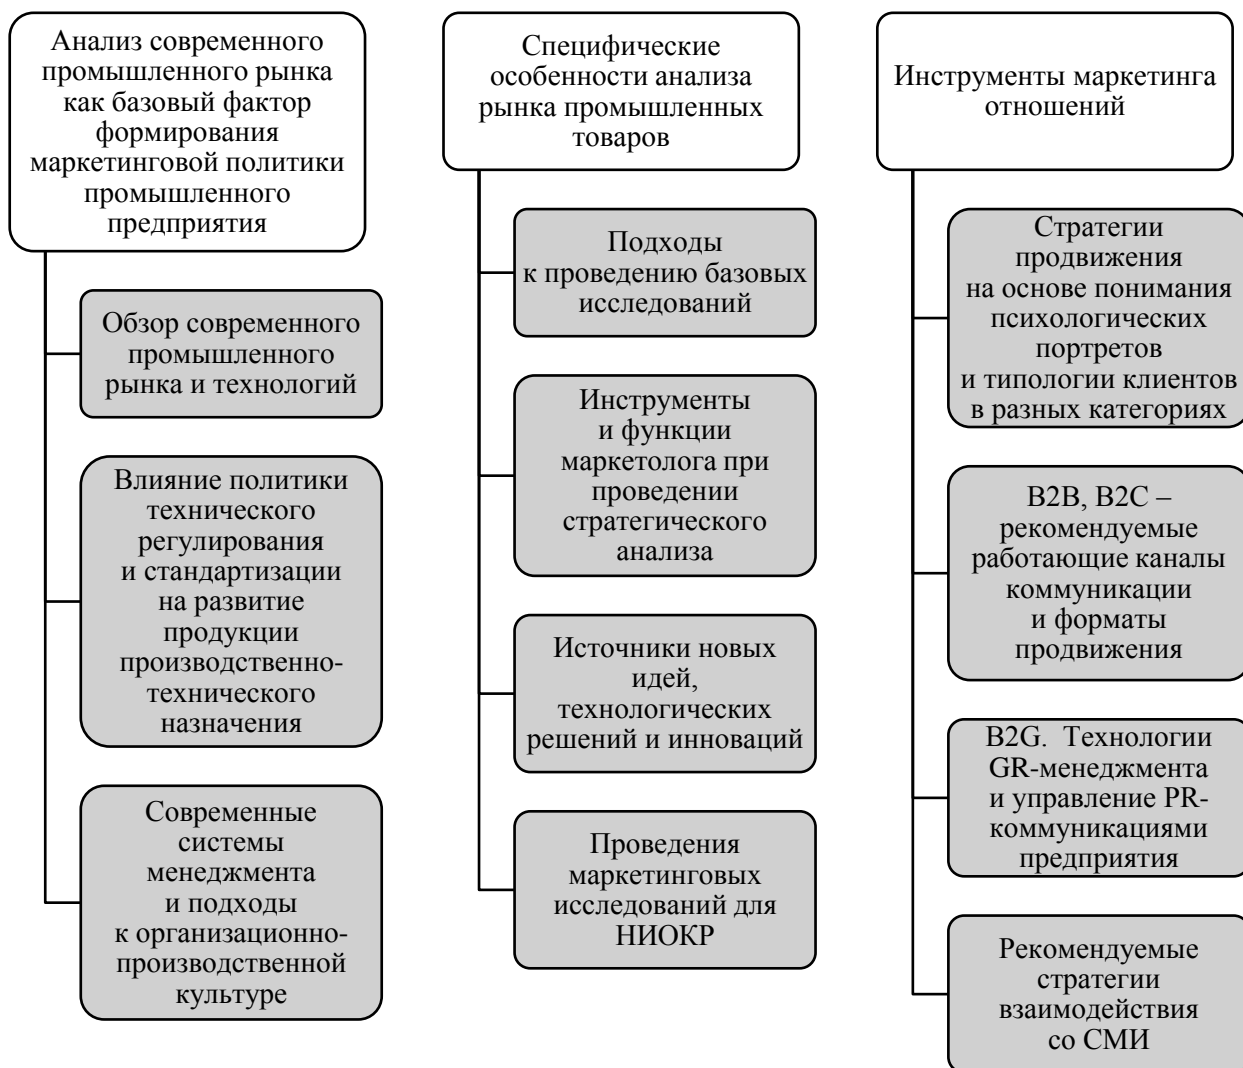 Анализ современного
промышленного рынка
как базовый фактор
формирования
маркетинговой политики
промышленного
предприятия
Обзор современного
промышленного
рынка и технологий
Влияние политики
технического
регулирования
и стандартизации
на развитие
продукции
производственно-
технического
назначения
Современные
системы
менеджмента
и подходы
к организационно-
производственной
культуре
Специфические
особенности анализа
рынка промышленных
товаров
Подходы
к проведению базовых
исследований
Инструменты
и функции
маркетолога при
проведении
стратегического
анализа
Источники новых
идей,
технологических
решений и инноваций
Проведения
маркетинговых
исследований для
НИОКР
Инструменты маркетинга
отношений
Стратегии
продвижения
на основе понимания
психологических
портретов
и типологии клиентов
в разных категориях
B2B, B2C –
рекомендуемые
работающие каналы
коммуникации
и форматы
продвижения
B2G. Технологии
GR-менеджмента
и управление PR-
коммуникациями
предприятия
Рекомендуемые
стратегии
взаимодействия
со СМИ